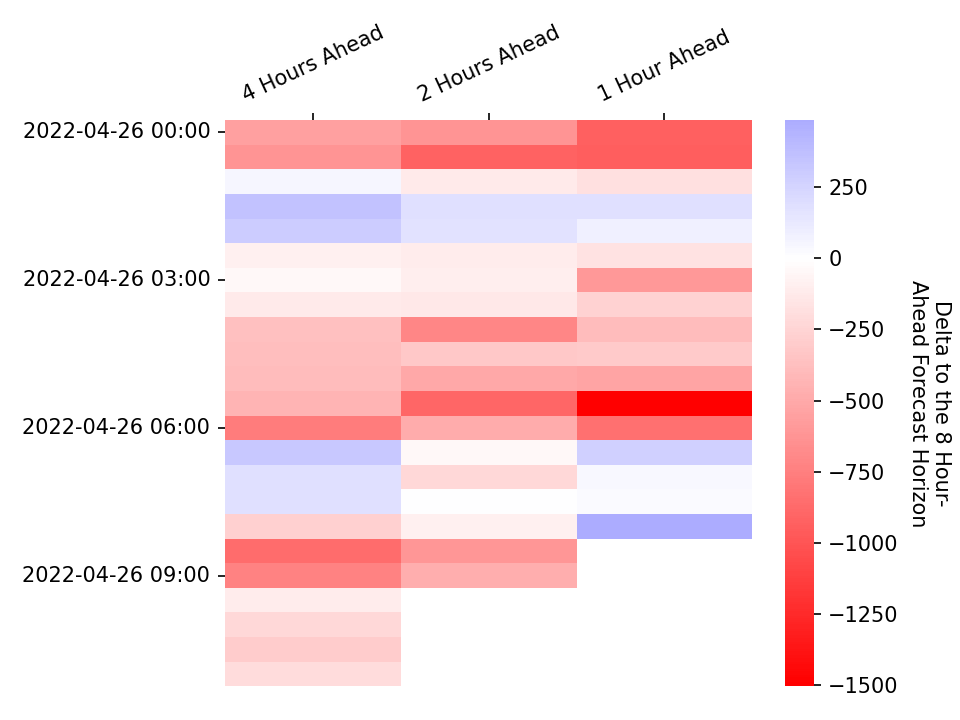 4 Hours Ahead
2 Hours Ahead
1 Hour Ahead
2022-04-26 00:00
2022-04-26 03:00
2022-04-26 06:00
2022-04-26 09:00
250
0
−250
−500
−750
−1000
−1250
−1500
Delta to the 8 Hour-
Ahead Forecast Horizon